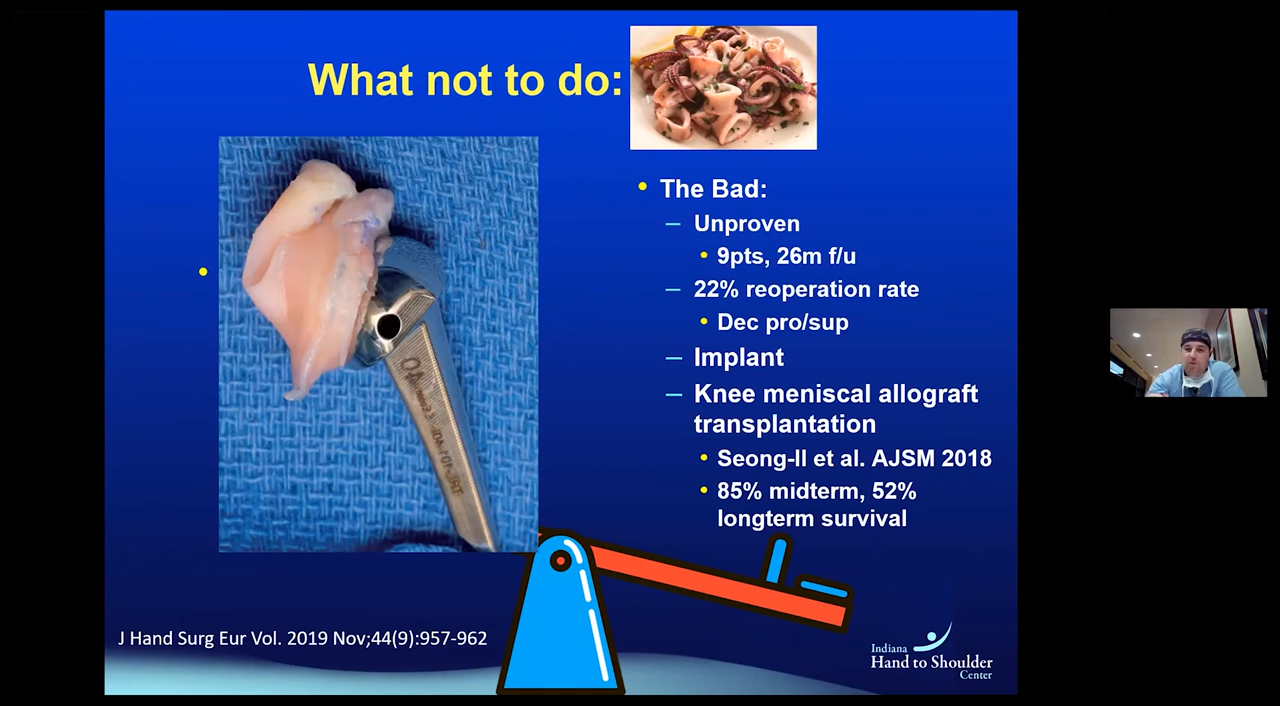 What not to do:
The Bad:
Unproven
9pts, 26m f/u
22% reoperation rate
Dec pro/sup
Implant
Knee meniscal allograft
transplantation
Seong-Il et al. AJSM 2018
85% midterm, 52%
longterm survival
J Hand Surg Eur Vol. 2019 Nov;44(9):957-962
Indiana
Hand to Shoulder
Center